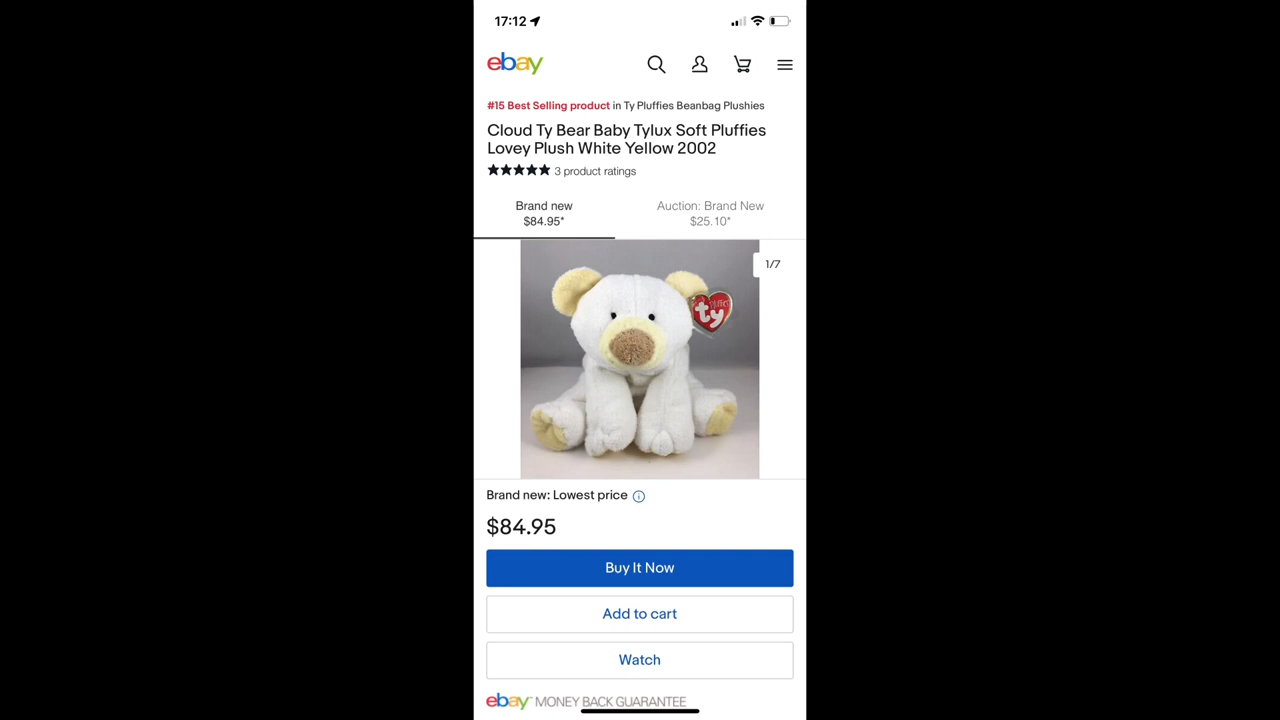 17:12
ebay
#15 Best Selling product in Ty Pluffies Beanbag Plushies
Cloud Ty Bear Baby Tylux Soft Pluffies
Lovey Plush White Yellow 2002
3 product ratings
Brand new
$84.95*
Auction: Brand New
$25.10*
1/7
Pluffies
ty
Brand new: Lowest price
$84.95
Buy It Now
Add to cart
Watch
ebay MONEY BACK GUARANTEE